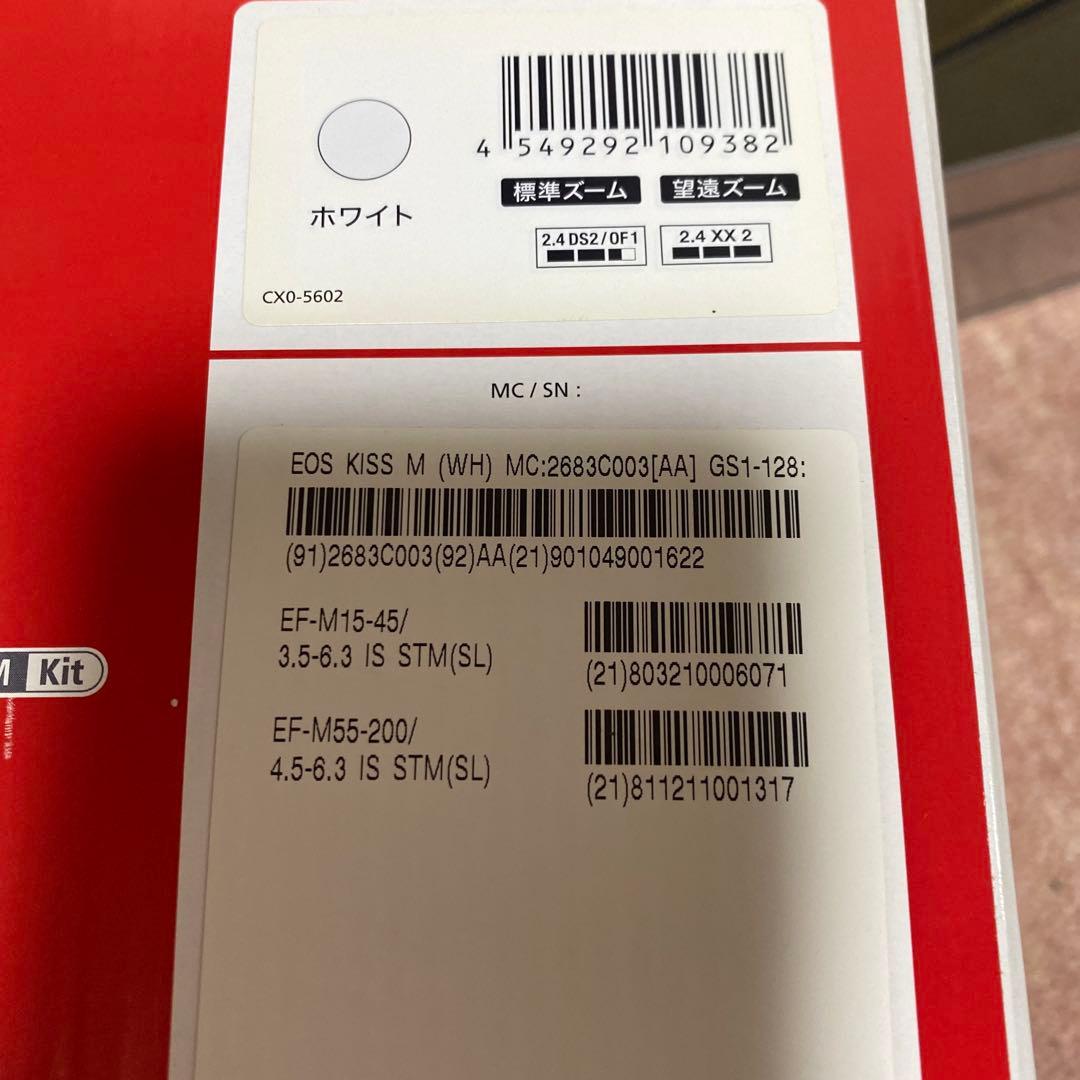 4 549292 109382
標準ズーム 望遠ズーム
ホワイト
2.4 DS2/0F1 2.4 XX 2
CX0-5602
MC / SN :
EOS KISS M (WH) MC:2683C003[AA] GS1-128:
(91)2683C003(92)AA(21)901049001622
EF-M15-45/
3.5-6.3 IS STM(SL)
(21)803210006071
EF-M55-200/
4.5-6.3 IS STM(SL)
(21)811211001317
M Kit